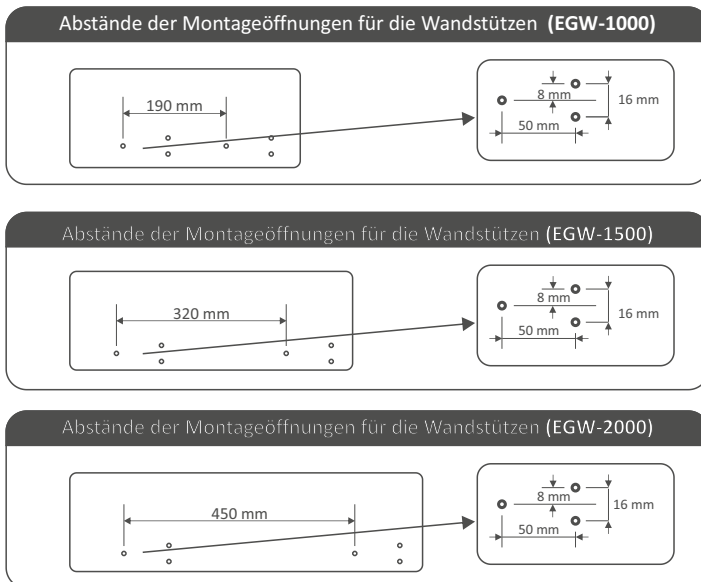 Abstände der Montageöffnungen für die Wandstützen (EGW-1000)
190 mm
8 mm
16 mm
50 mm
Abstände der Montageöffnungen für die Wandstützen (EGW-1500)
320 mm
8 mm
16 mm
50 mm
Abstände der Montageöffnungen für die Wandstützen (EGW-2000)
450 mm
8 mm
16 mm
50 mm